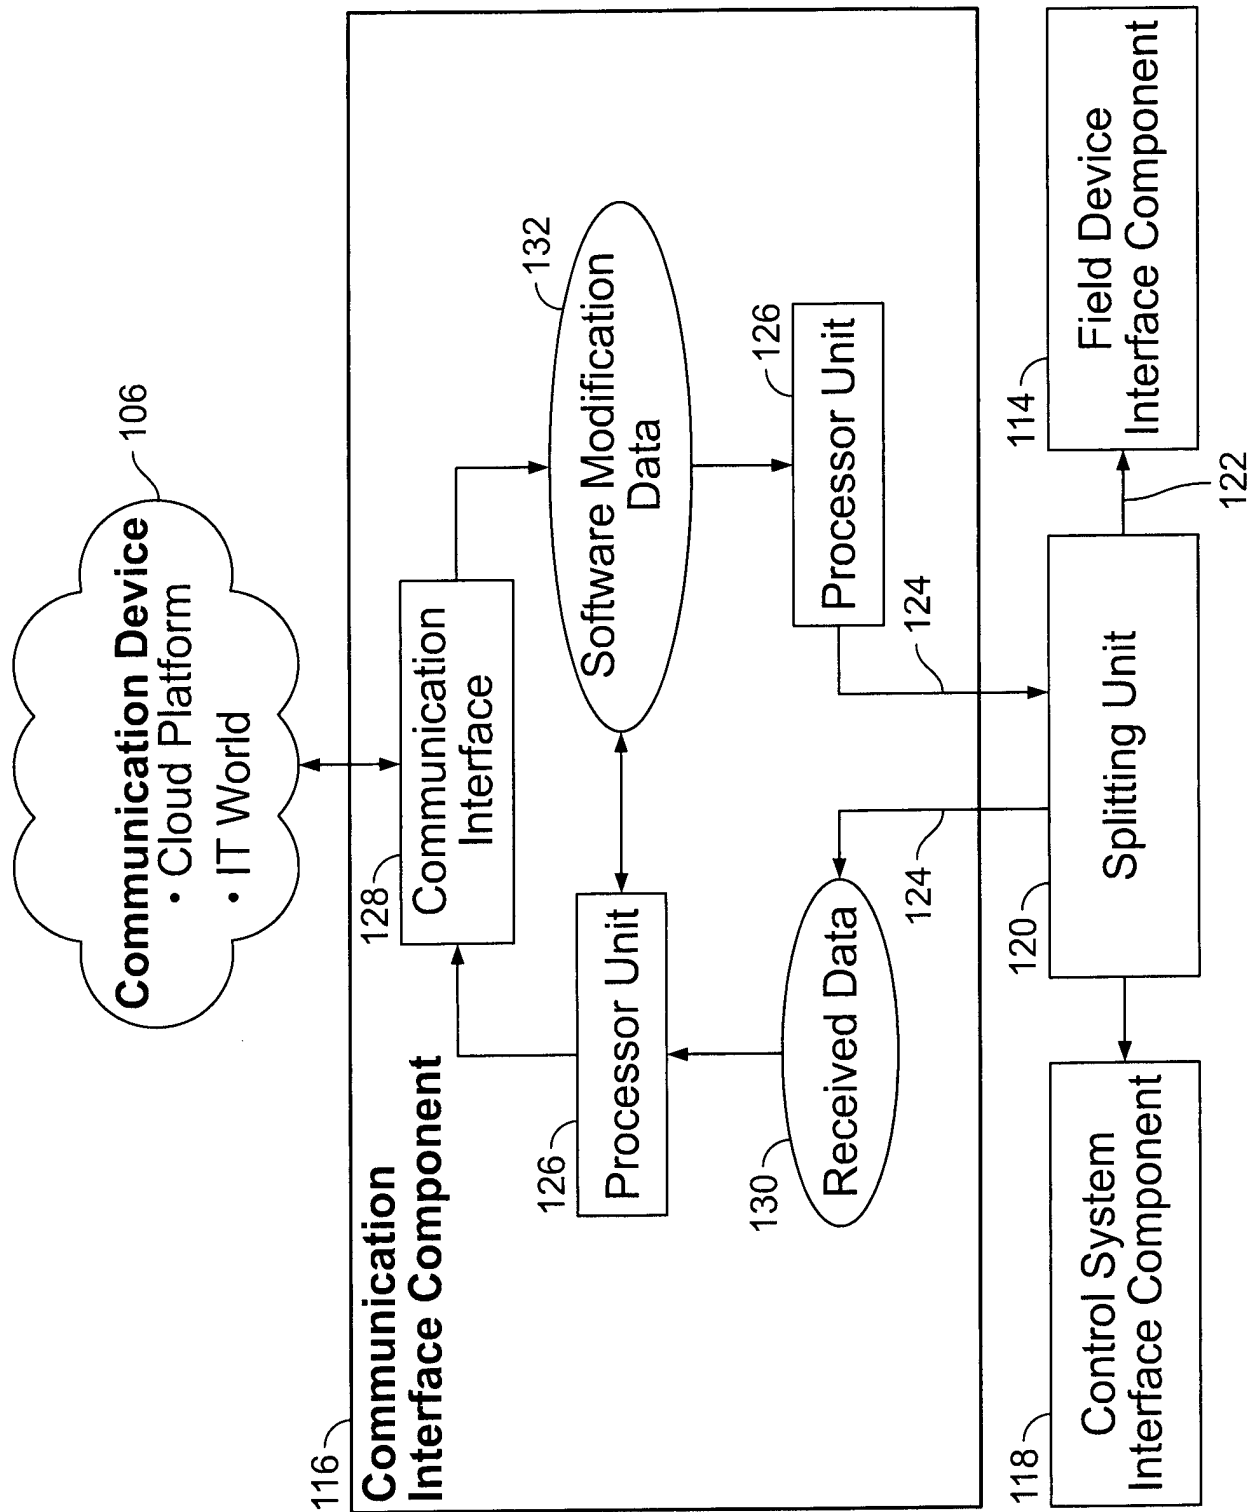 106
Communication Device
• Cloud Platform
• IT World
116
Communication
Interface Component
128
Communication
Interface
132
Software Modification
Data
126
Processor Unit
126
Processor Unit
130
Received Data
124
124
118
Control System
Interface Component
120
Splitting Unit
122
114
Field Device
Interface Component